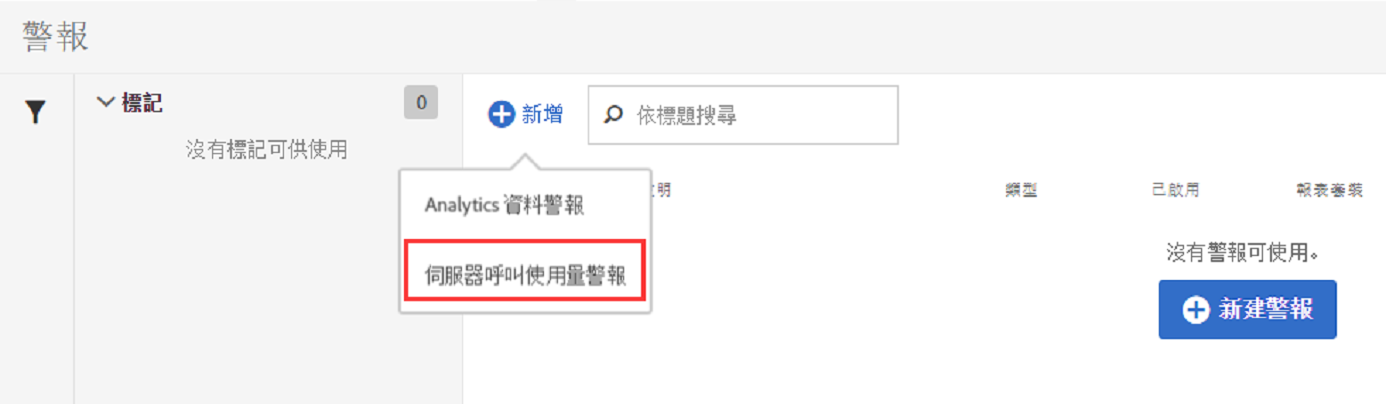 警報
標記
0
沒有標記可供使用
新增
依標題搜尋
Analytics 資料警報
伺服器呼叫使用量警報
明
類型
已啟用
報表套裝
沒有警報可使用。
新建警報